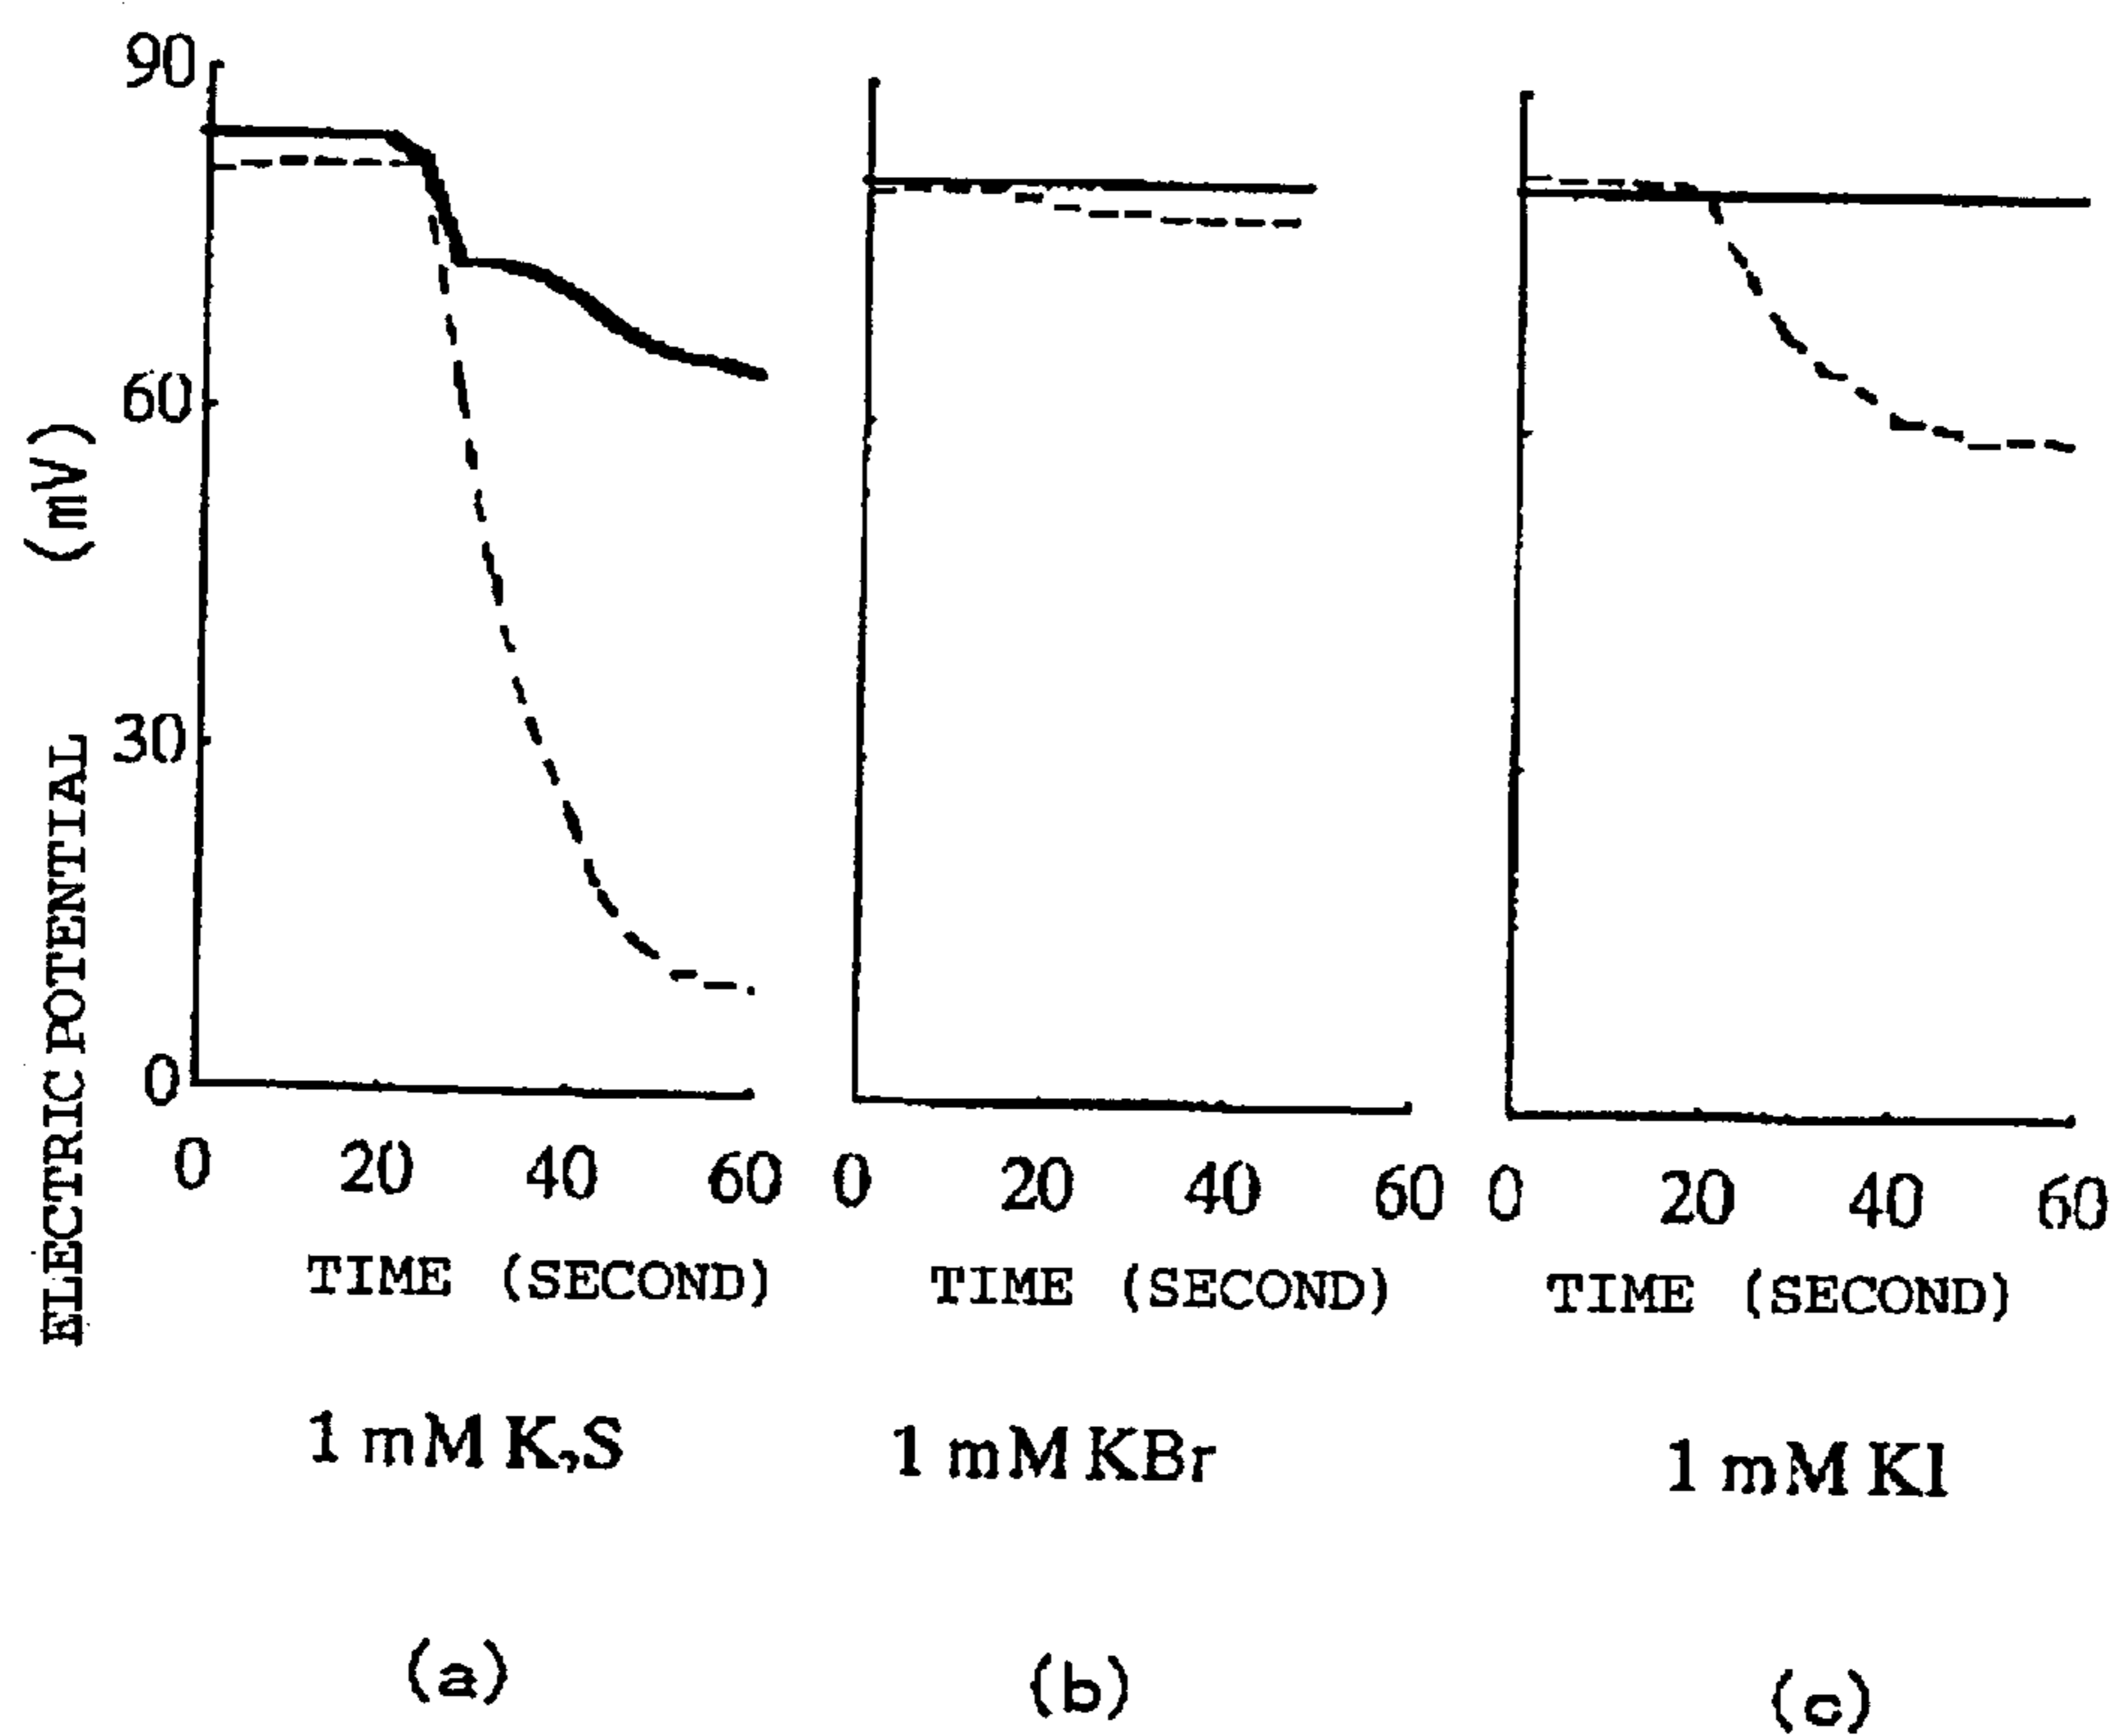 90
60
30
0
ELECTRIC POTENTIAL (mV)
0 20 40 60 0 20 40 60 0 20 40 60
TIME (SECOND) TIME (SECOND) TIME (SECOND)
1 mM K₂S 1 mM KBr 1 mM KI
(a) (b) (c)